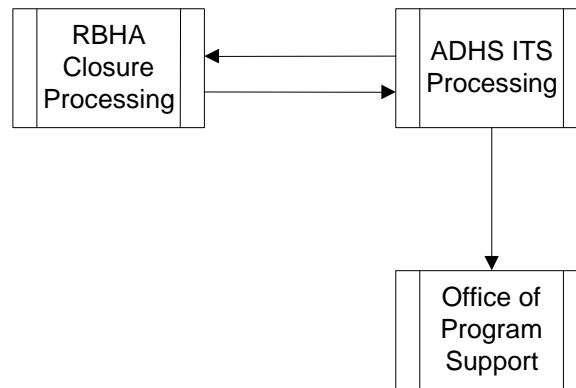 RBHA
Closure
Processing
ADHS ITS
Processing
Office of
Program
Support